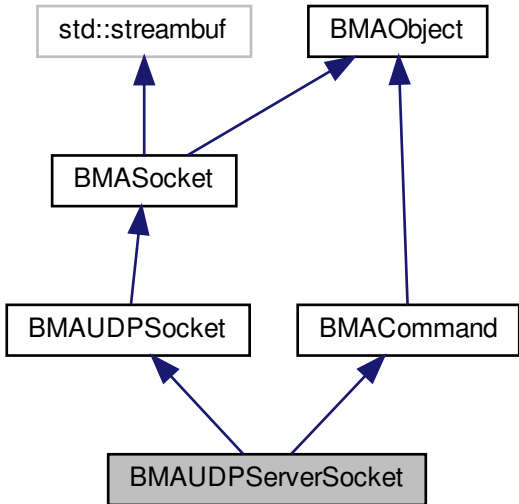 std::streambuf
BMAObject
BMASocket
BMAUDPSocket
BMACommand
BMAUDPServerSocket